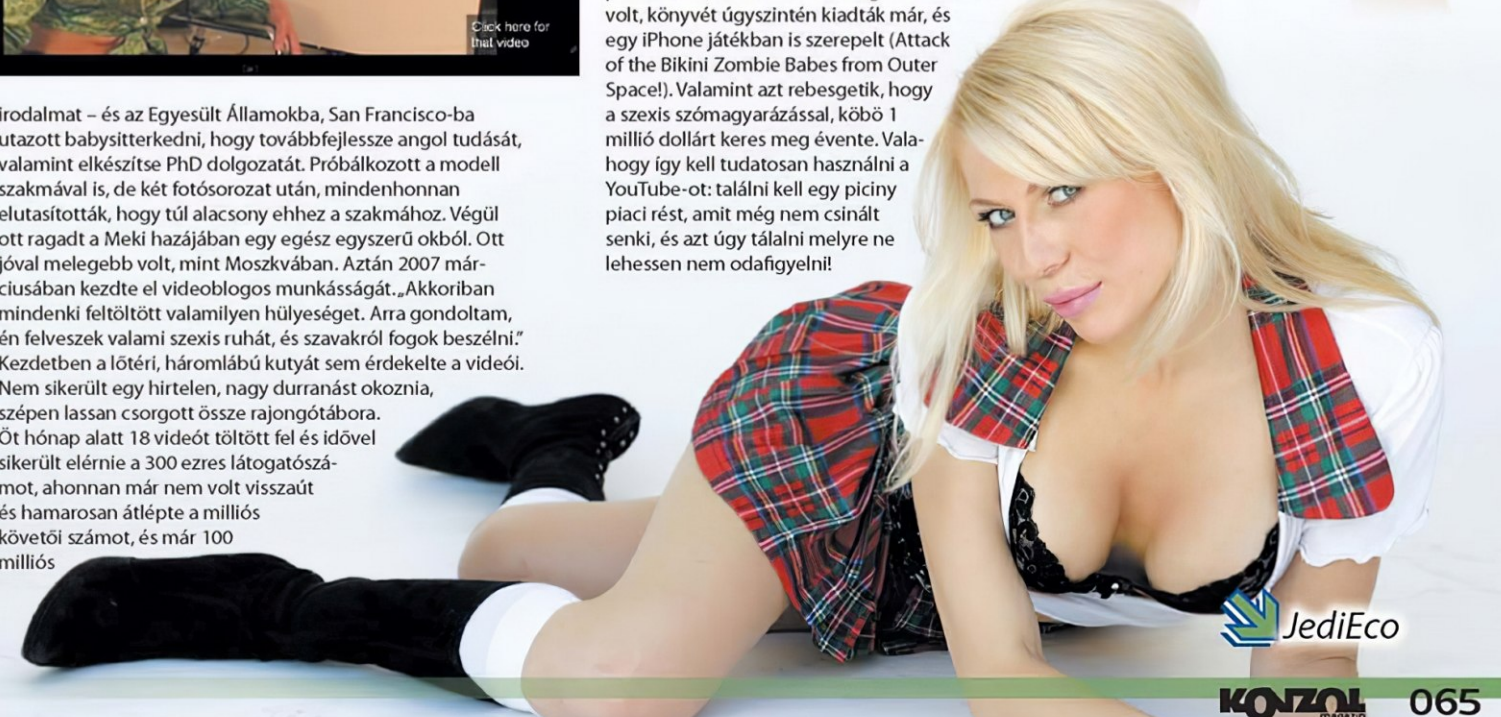 Click here for
that video
irodalmat – és az Egyesült Államokba, San Francisco-ba
utazott babysitterkedni, hogy továbbfejlessze angol tudását,
valamint elkészítse PhD dolgozatát. Próbálkozott a modell
szakmával is, de két fotósorozat után, mindenhonnan
elutasították, hogy túl alacsony ehhez a szakmához. Végül
ott ragadt a Meki hazájában egy egész egyszerű okból. Ott
jóval melegebb volt, mint Moszkvában. Aztán 2007 már-
ciusában kezdte el videoblogos munkásságát. „Akkoriban
mindenki feltöltött valamilyen hülyeséget. Arra gondoltam,
én felveszek valami szexis ruhát, és szavakról fogok beszélni.”
Kezdetben a lőtéri, háromlábú kutyát sem érdekelte a videói.
Nem sikerült egy hirtelen, nagy durranást okoznia,
szépen lassan csorgott össze rajongótábora.
Öt hónap alatt 18 videót töltött fel és idővel
sikerült elérnie a 300 ezres látogatószá-
mot, ahonnan már nem volt visszaút
és hamarosan átlépte a milliós
követői számot, és már 100
milliós
volt, könyvét úgyszintén kiadták már, és
egy iPhone játékban is szerepelt (Attack
of the Bikini Zombie Babes from Outer
Space!). Valamint azt rebesgetik, hogy
a szexis szómagyarázással, köbö 1
millió dollárt keres meg évente. Vala-
hogy így kell tudatosan használni a
YouTube-ot: találni kell egy piciny
piaci rést, amit még nem csinált
senki, és azt úgy tálalni melyre ne
lehessen nem odafigyelni!
JediEco
KONZOL 065